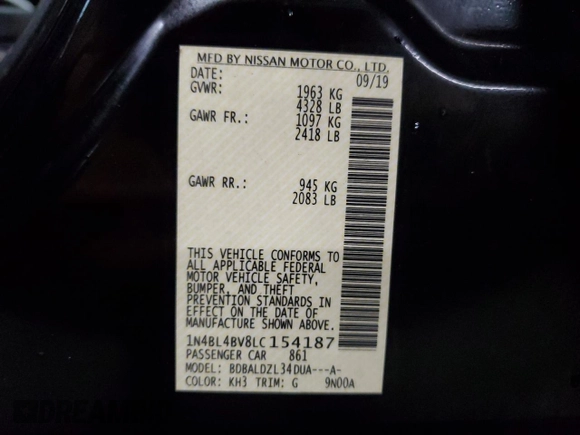 MFD BY NISSAN MOTOR CO., LTD.
DATE: 09/19
GVWR: 1963 KG
4328 LB
GAWR FR.: 1097 KG
2418 LB
GAWR RR.: 945 KG
2083 LB
THIS VEHICLE CONFORMS TO
ALL APPLICABLE FEDERAL
MOTOR VEHICLE SAFETY,
BUMPER, AND THEFT
PREVENTION STANDARDS IN
EFFECT ON THE DATE OF
MANUFACTURE SHOWN ABOVE.
1N4BL4BV8LC154187
PASSENGER CAR 861
MODEL: BDBALDZL34DUA---A-
COLOR: KH3 TRIM: G 9N00A